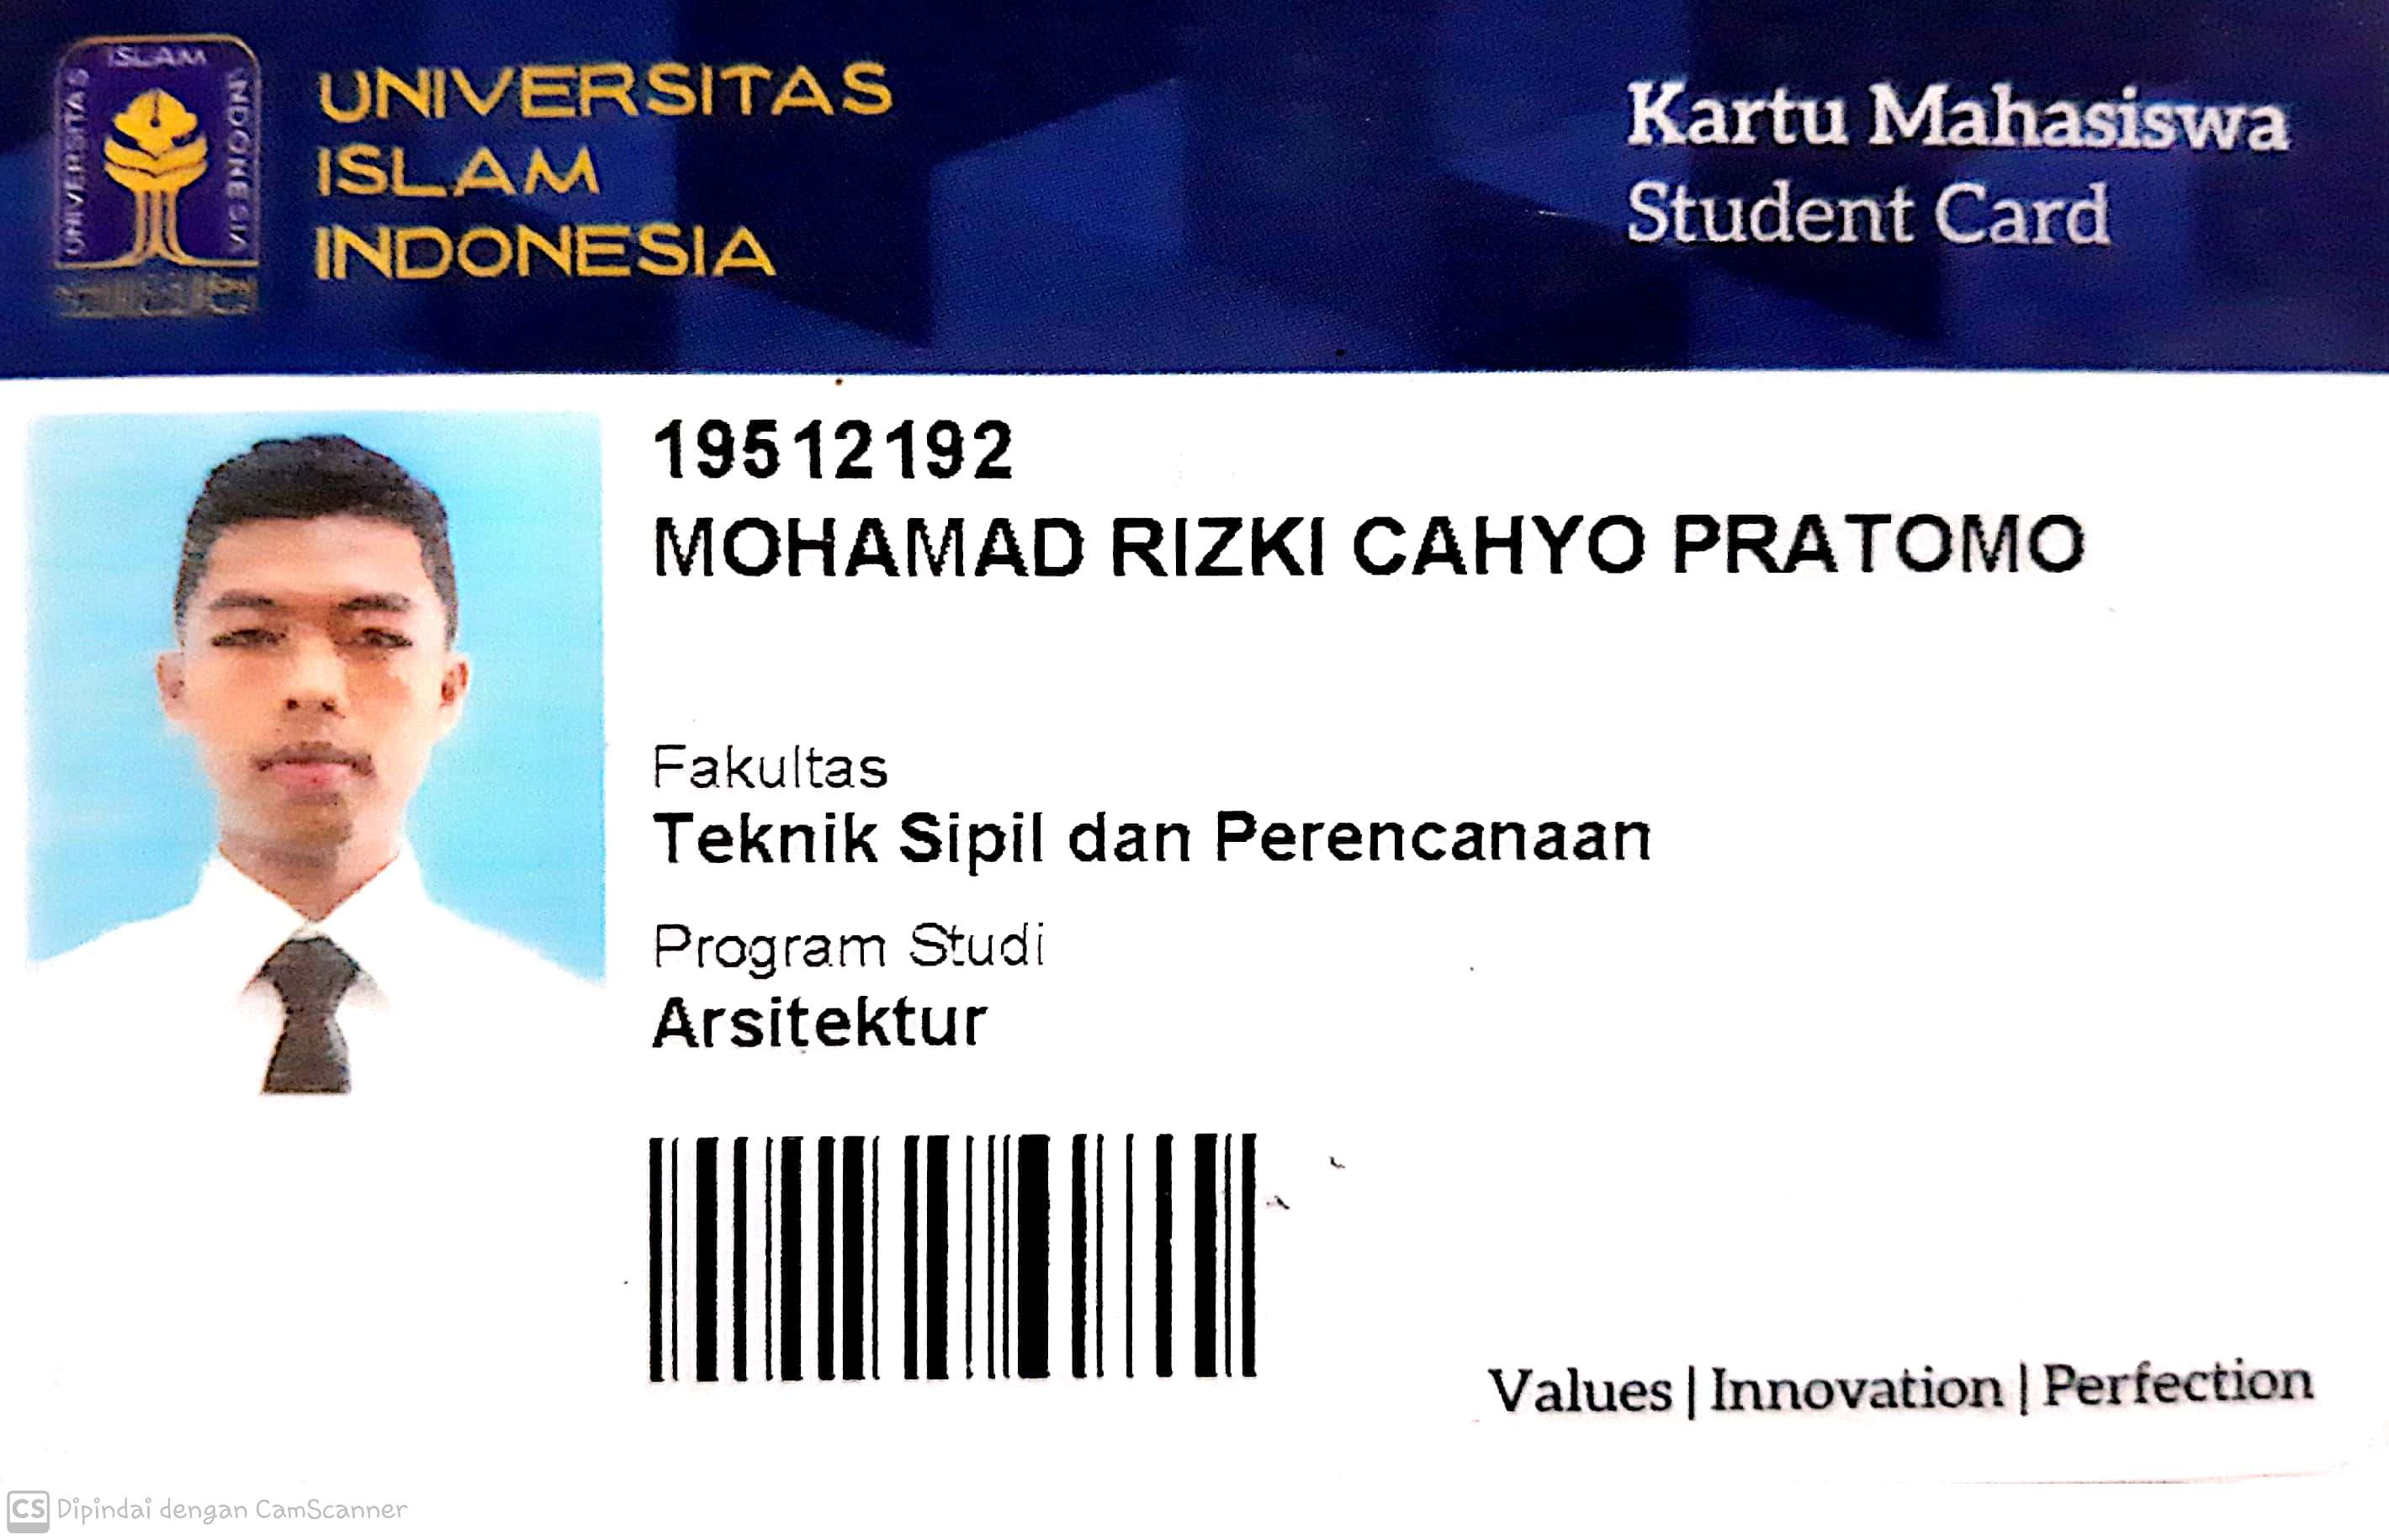 UNIVERSITAS ISLAM INDONESIA
UNIVERSITAS
ISLAM
INDONESIA
Kartu Mahasiswa
Student Card
19512192
MOHAMAD RIZKI CAHYO PRATOMO
Fakultas
Teknik Sipil dan Perencanaan
Program Studi
Arsitektur
Values | Innovation | Perfection
CS Dipindai dengan CamScanner